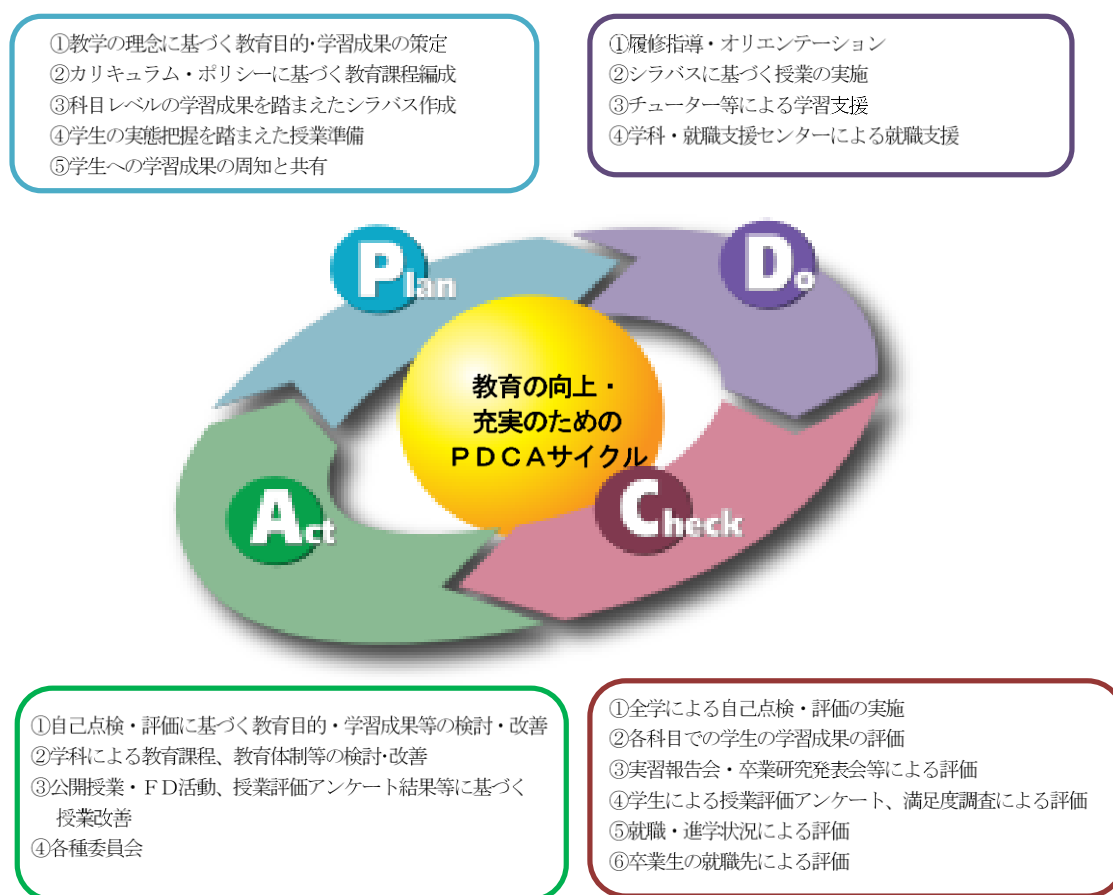 ①教学の理念に基づく教育目的・学習成果の策定
②カリキュラム・ポリシーに基づく教育課程編成
③科目レベルの学習成果を踏まえたシラバス作成
④学生の実態把握を踏まえた授業準備
⑤学生への学習成果の周知と共有
①履修指導・オリエンテーション
②シラバスに基づく授業の実施
③チューター等による学習支援
④学科・就職支援センターによる就職支援
Plan
Do
教育の向上・
充実のための
ＰＤＣＡサイクル
Act
Check
①自己点検・評価に基づく教育目的・学習成果等の検討・改善
②学科による教育課程、教育体制等の検討・改善
③公開授業・ＦＤ活動、授業評価アンケート結果等に基づく
授業改善
④各種委員会
①全学による自己点検・評価の実施
②各科目での学生の学習成果の評価
③実習報告会・卒業研究発表会等による評価
④学生による授業評価アンケート、満足度調査による評価
⑤就職・進学状況による評価
⑥卒業生の就職先による評価